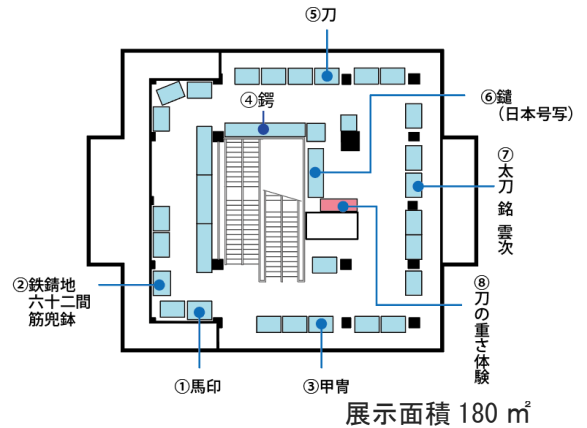 ⑤刀
④鍔
⑥鑓
（日本号写）
⑦太刀 銘 雲次
②鉄錆地
六十二間
筋兜鉢
⑧刀の重さ体験
①馬印
③甲冑
展示面積 180 ㎡